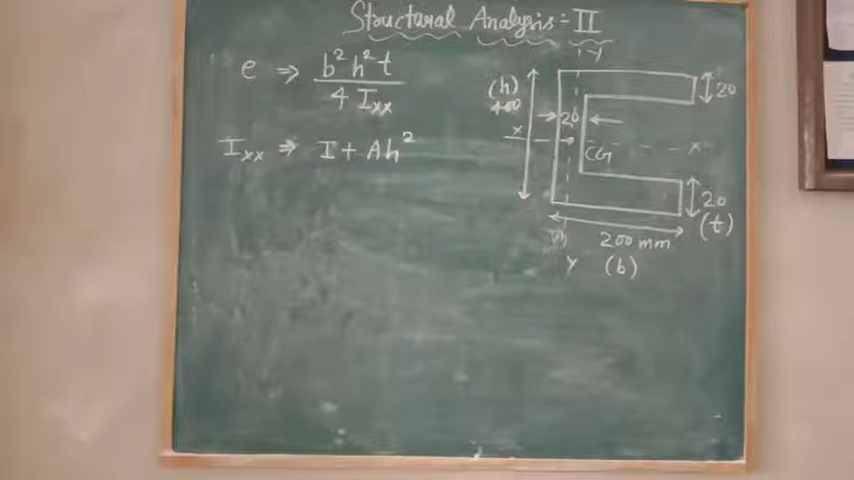 Structural Analysis:- II
e ⇒ b²h²t / 4 Ixx
Ixx ⇒ I + Ah²
Y
(h)
400
20
20
X
CG
X
20
(t)
200 mm
Y
(b)